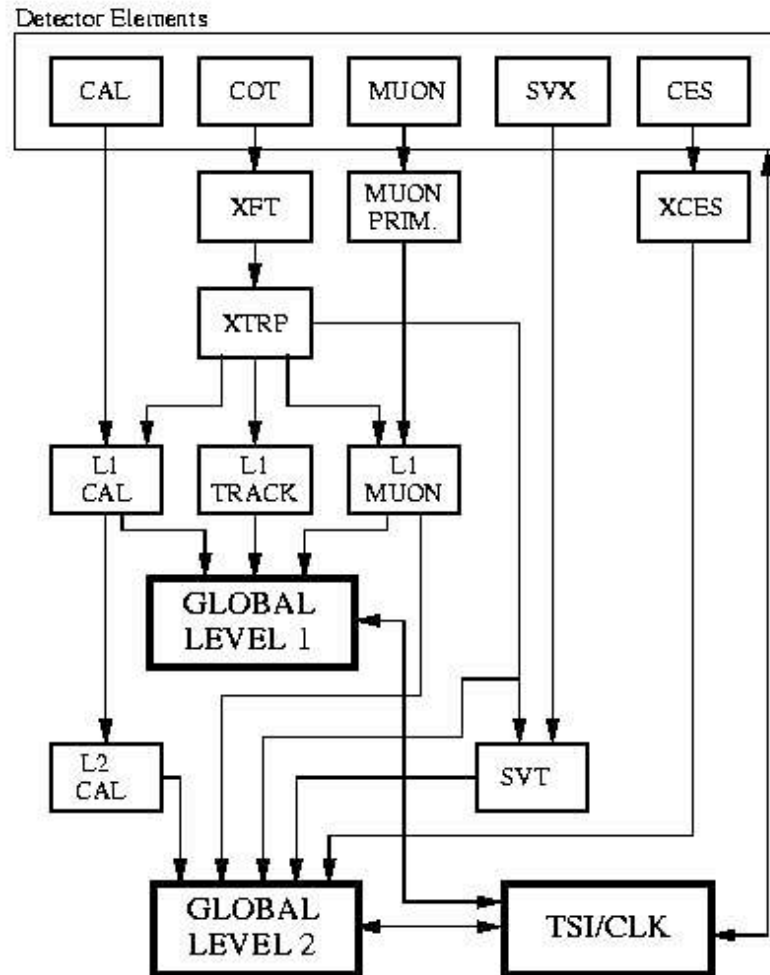 Detector Elements
CAL
COT
MUON
SVX
CES
XFT
MUON
PRIM.
XCES
XTRP
L1
CAL
L1
TRACK
L1
MUON
GLOBAL
LEVEL 1
L2
CAL
SVT
GLOBAL
LEVEL 2
TSI/CLK